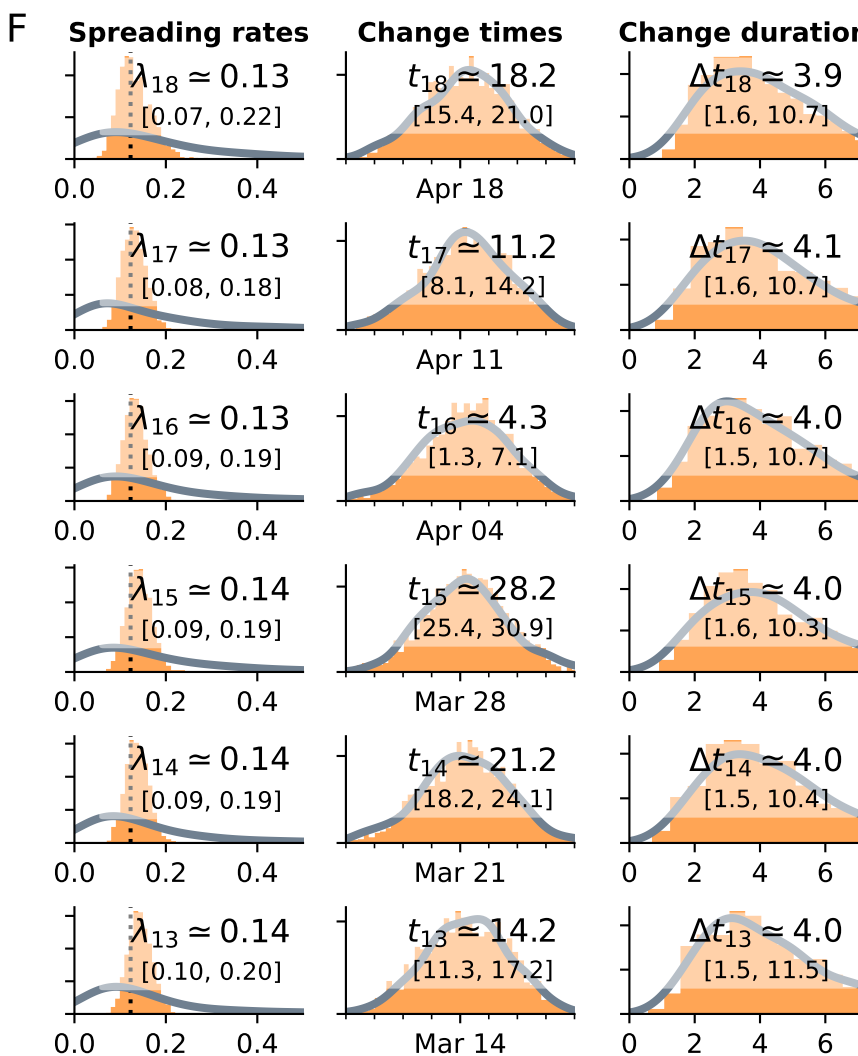 F
Spreading rates Change times Change duration
λ18 ≃ 0.13 t18 ≃ 18.2 Δt18 ≃ 3.9
[0.07, 0.22] [15.4, 21.0] [1.6, 10.7]
0.0 0.2 0.4 Apr 18 0 2 4 6
λ17 ≃ 0.13 t17 ≃ 11.2 Δt17 ≃ 4.1
[0.08, 0.18] [8.1, 14.2] [1.6, 10.7]
0.0 0.2 0.4 Apr 11 0 2 4 6
λ16 ≃ 0.13 t16 ≃ 4.3 Δt16 ≃ 4.0
[0.09, 0.19] [1.3, 7.1] [1.5, 10.7]
0.0 0.2 0.4 Apr 04 0 2 4 6
λ15 ≃ 0.14 t15 ≃ 28.2 Δt15 ≃ 4.0
[0.09, 0.19] [25.4, 30.9] [1.6, 10.3]
0.0 0.2 0.4 Mar 28 0 2 4 6
λ14 ≃ 0.14 t14 ≃ 21.2 Δt14 ≃ 4.0
[0.09, 0.19] [18.2, 24.1] [1.5, 10.4]
0.0 0.2 0.4 Mar 21 0 2 4 6
λ13 ≃ 0.14 t13 ≃ 14.2 Δt13 ≃ 4.0
[0.10, 0.20] [11.3, 17.2] [1.5, 11.5]
0.0 0.2 0.4 Mar 14 0 2 4 6